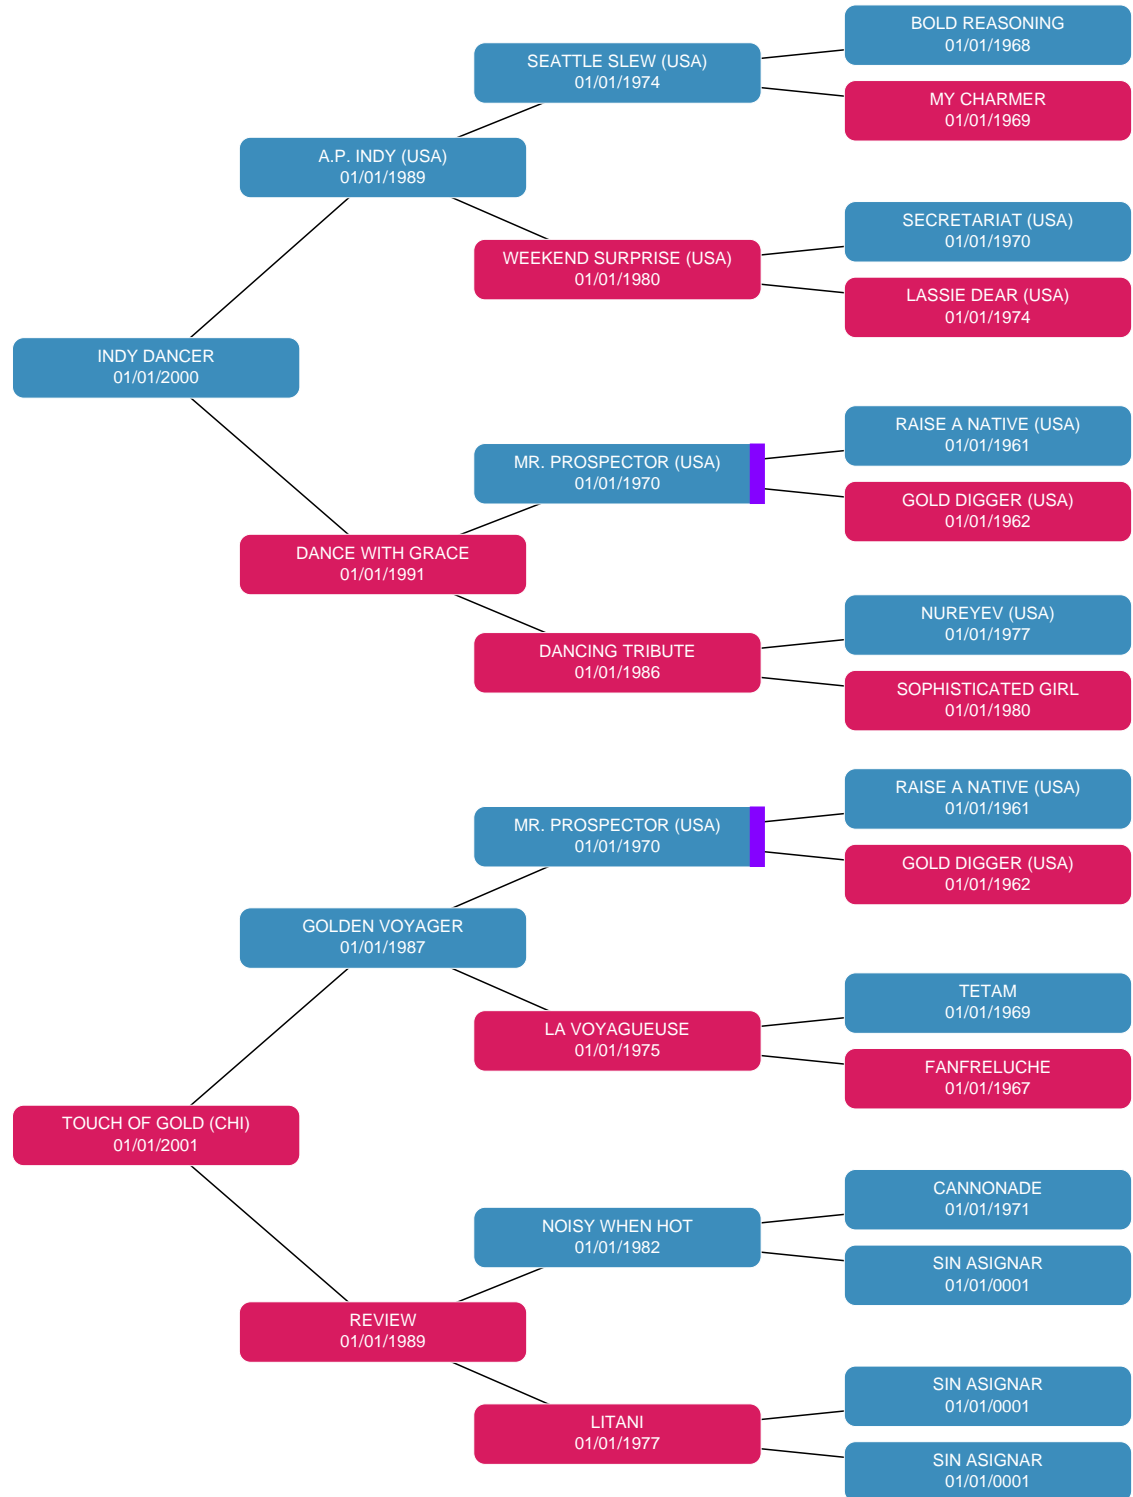 BOLD REASONING
01/01/1968
SEATTLE SLEW (USA)
01/01/1974
MY CHARMER
01/01/1969
A.P. INDY (USA)
01/01/1989
SECRETARIAT (USA)
01/01/1970
WEEKEND SURPRISE (USA)
01/01/1980
LASSIE DEAR (USA)
01/01/1974
INDY DANCER
01/01/2000
RAISE A NATIVE (USA)
01/01/1961
MR. PROSPECTOR (USA)
01/01/1970
GOLD DIGGER (USA)
01/01/1962
DANCE WITH GRACE
01/01/1991
NUREYEV (USA)
01/01/1977
DANCING TRIBUTE
01/01/1986
SOPHISTICATED GIRL
01/01/1980
RAISE A NATIVE (USA)
01/01/1961
MR. PROSPECTOR (USA)
01/01/1970
GOLD DIGGER (USA)
01/01/1962
GOLDEN VOYAGER
01/01/1987
TETAM
01/01/1969
LA VOYAGUEUSE
01/01/1975
FANFRELUCHE
01/01/1967
TOUCH OF GOLD (CHI)
01/01/2001
CANNONADE
01/01/1971
NOISY WHEN HOT
01/01/1982
SIN ASIGNAR
01/01/0001
REVIEW
01/01/1989
SIN ASIGNAR
01/01/0001
LITANI
01/01/1977
SIN ASIGNAR
01/01/0001